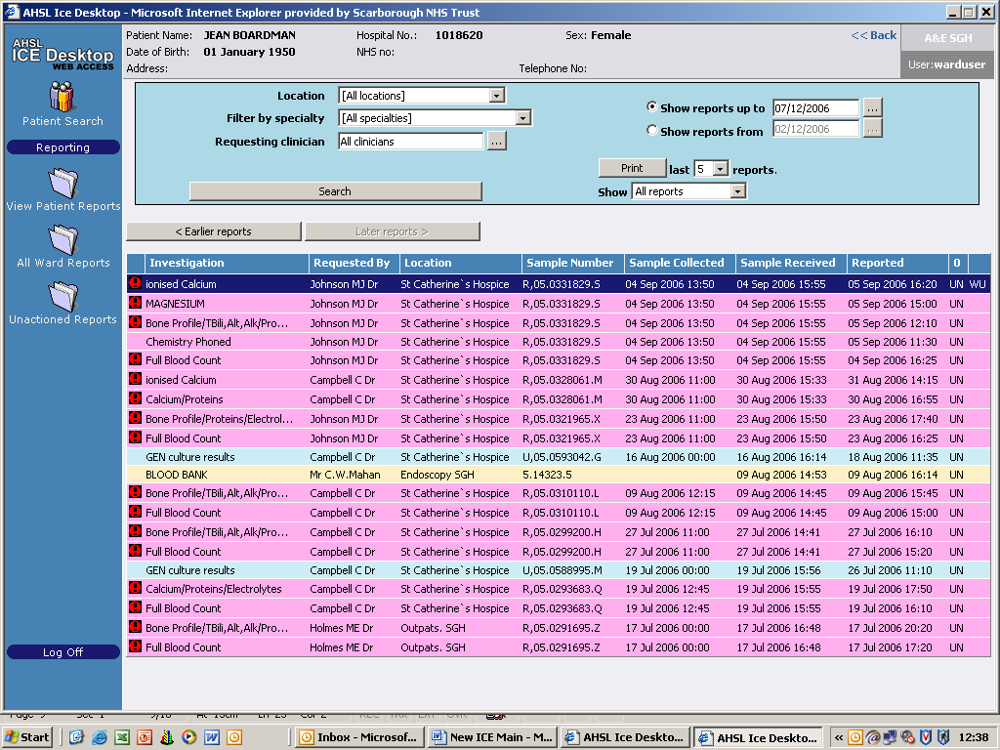 AHSL Ice Desktop - Microsoft Internet Explorer provided by Scarborough NHS Trust
AHSL
ICE Desktop
WEB ACCESS
Patient Name: JEAN BOARDMAN Hospital No.: 1018620 Sex: Female << Back A&E SGH
Date of Birth: 01 January 1950 NHS no: User:warduser
Address: Telephone No:
Patient Search
Reporting
View Patient Reports
All Ward Reports
Unactioned Reports
Log Off
Location [All locations]
Filter by specialty [All specialties]
Requesting clinician All clinicians ...
Show reports up to 07/12/2006 ...
Show reports from 02/12/2006 ...
Print last 5 reports.
Search
Show All reports
< Earlier reports Later reports >
Investigation Requested By Location Sample Number Sample Collected Sample Received Reported 0
ionised Calcium Johnson MJ Dr St Catherine`s Hospice R,05.0331829.S 04 Sep 2006 13:50 04 Sep 2006 15:55 05 Sep 2006 16:20 UN WU
MAGNESIUM Johnson MJ Dr St Catherine`s Hospice R,05.0331829.S 04 Sep 2006 13:50 04 Sep 2006 15:55 05 Sep 2006 15:00 UN
Bone Profile/TBili,Alt,Alk/Pro... Johnson MJ Dr St Catherine`s Hospice R,05.0331829.S 04 Sep 2006 13:50 04 Sep 2006 15:55 05 Sep 2006 12:10 UN
Chemistry Phoned Johnson MJ Dr St Catherine`s Hospice R,05.0331829.S 04 Sep 2006 13:50 04 Sep 2006 15:55 05 Sep 2006 11:30 UN
Full Blood Count Johnson MJ Dr St Catherine`s Hospice R,05.0331829.S 04 Sep 2006 13:50 04 Sep 2006 15:55 04 Sep 2006 16:25 UN
ionised Calcium Campbell C Dr St Catherine`s Hospice R,05.0328061.M 30 Aug 2006 11:00 30 Aug 2006 15:33 31 Aug 2006 14:15 UN
Calcium/Proteins Campbell C Dr St Catherine`s Hospice R,05.0328061.M 30 Aug 2006 11:00 30 Aug 2006 15:33 30 Aug 2006 16:55 UN
Bone Profile/Proteins/Electrol... Johnson MJ Dr St Catherine`s Hospice R,05.0321965.X 23 Aug 2006 11:00 23 Aug 2006 15:50 23 Aug 2006 17:40 UN
Full Blood Count Johnson MJ Dr St Catherine`s Hospice R,05.0321965.X 23 Aug 2006 11:00 23 Aug 2006 15:50 23 Aug 2006 16:25 UN
GEN culture results Campbell C Dr St Catherine`s Hospice U,05.0593042.G 16 Aug 2006 00:00 16 Aug 2006 16:14 18 Aug 2006 11:35 UN
BLOOD BANK Mr C.W.Mahan Endoscopy SGH 5.14323.5 09 Aug 2006 14:53 09 Aug 2006 16:14 UN
Bone Profile/TBili,Alt,Alk/Pro... Campbell C Dr St Catherine`s Hospice R,05.0310110.L 09 Aug 2006 12:15 09 Aug 2006 14:45 09 Aug 2006 15:45 UN
Full Blood Count Campbell C Dr St Catherine`s Hospice R,05.0310110.L 09 Aug 2006 12:15 09 Aug 2006 14:45 09 Aug 2006 15:00 UN
Bone Profile/TBili,Alt,Alk/Pro... Campbell C Dr St Catherine`s Hospice R,05.0299200.H 27 Jul 2006 11:00 27 Jul 2006 14:41 27 Jul 2006 16:10 UN
Full Blood Count Campbell C Dr St Catherine`s Hospice R,05.0299200.H 27 Jul 2006 11:00 27 Jul 2006 14:41 27 Jul 2006 15:20 UN
GEN culture results Campbell C Dr St Catherine`s Hospice U,05.0588995.M 19 Jul 2006 00:00 19 Jul 2006 15:56 26 Jul 2006 11:10 UN
Calcium/Proteins/Electrolytes Campbell C Dr St Catherine`s Hospice R,05.0293683.Q 19 Jul 2006 12:45 19 Jul 2006 15:55 19 Jul 2006 17:50 UN
Full Blood Count Campbell C Dr St Catherine`s Hospice R,05.0293683.Q 19 Jul 2006 12:45 19 Jul 2006 15:55 19 Jul 2006 16:10 UN
Bone Profile/TBili,Alt,Alk/Pro... Holmes ME Dr Outpats. SGH R,05.0291695.Z 17 Jul 2006 00:00 17 Jul 2006 16:48 17 Jul 2006 20:20 UN
Full Blood Count Holmes ME Dr Outpats. SGH R,05.0291695.Z 17 Jul 2006 00:00 17 Jul 2006 16:48 17 Jul 2006 17:20 UN
Start Inbox - Microsof... New ICE Main - M... AHSL Ice Deskto... AHSL Ice Deskto... « 12:38